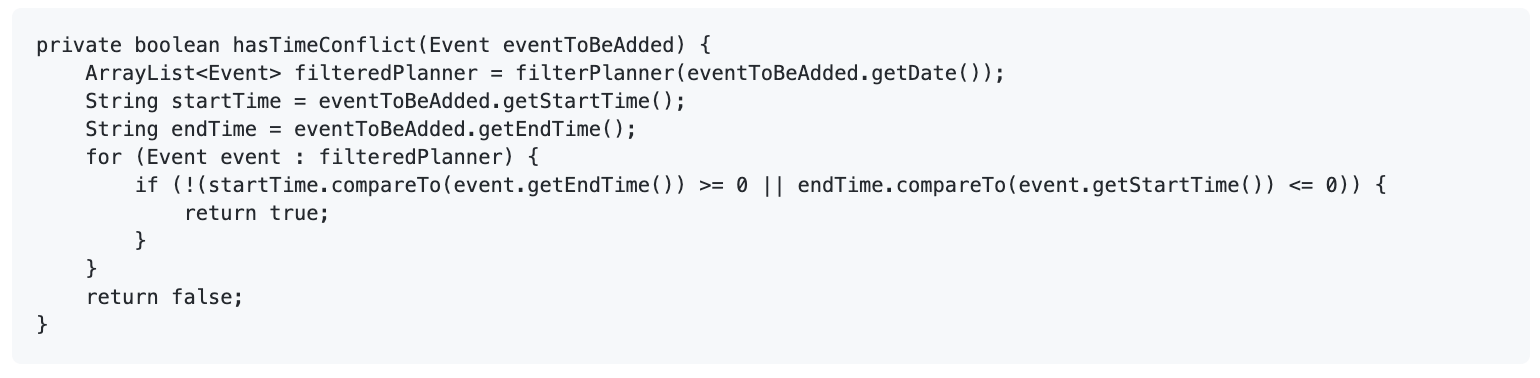 private boolean hasTimeConflict(Event eventToBeAdded) {
    ArrayList<Event> filteredPlanner = filterPlanner(eventToBeAdded.getDate());
    String startTime = eventToBeAdded.getStartTime();
    String endTime = eventToBeAdded.getEndTime();
    for (Event event : filteredPlanner) {
        if (!(startTime.compareTo(event.getEndTime()) >= 0 || endTime.compareTo(event.getStartTime()) <= 0)) {
            return true;
        }
    }
    return false;
}